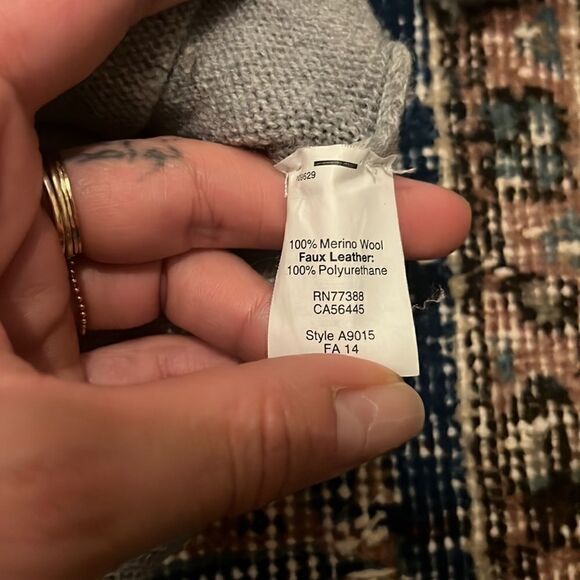 100% Merino Wool
Faux Leather:
100% Polyurethane
RN77388
CA56445
Style A9015
FA 14